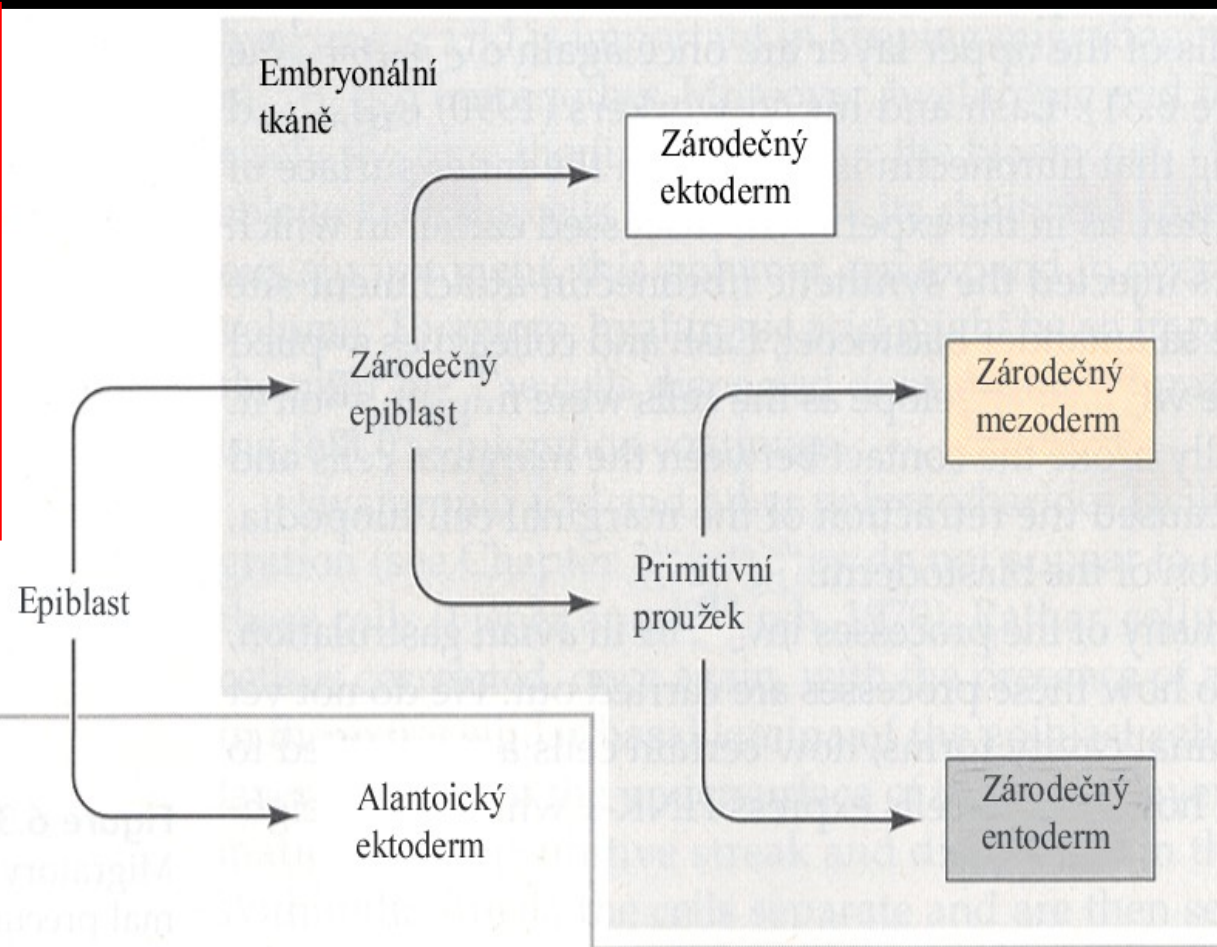 Embryonální
tkáně
Zárodečný
ektoderm
Zárodečný
epiblast
Zárodečný
mezoderm
Epiblast
Primitivní
proužek
Alantoický
ektoderm
Zárodečný
entoderm